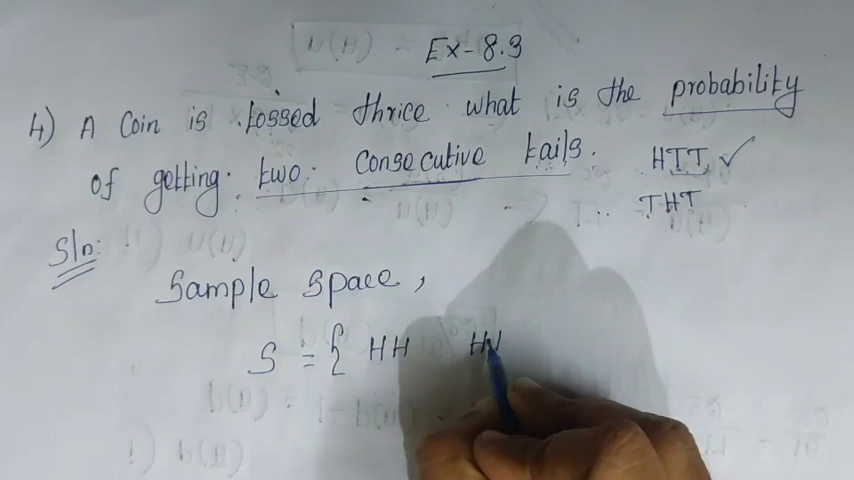 Ex-8.3
4) A Coin is tossed thrice what is the probability
of getting two consecutive tails.
HTT ✓
THT
Sln:
Sample space,
S = { HH HH